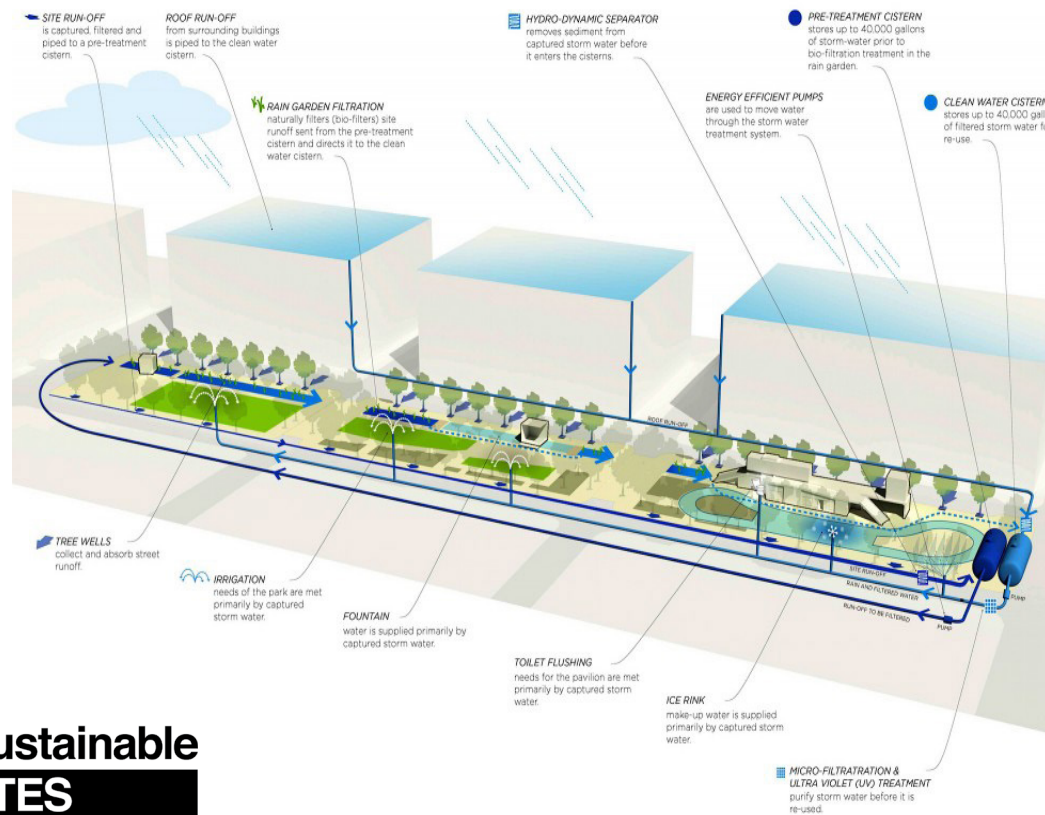 SITE RUN-OFF
is captured, filtered and
piped to a pre-treatment
cistern.
ROOF RUN-OFF
from surrounding buildings
is piped to the clean water
cistern.
HYDRO-DYNAMIC SEPARATOR
removes sediment from
captured storm water before
it enters the cisterns.
PRE-TREATMENT CISTERN
stores up to 40,000 gallons
of storm-water prior to
bio-filtration treatment in the
rain garden.
RAIN GARDEN FILTRATION
naturally filters (bio-filters) site
runoff sent from the pre-treatment
cistern and directs it to the clean
water cistern.
ENERGY EFFICIENT PUMPS
are used to move water
through the storm water
treatment system.
CLEAN WATER CISTERN
stores up to 40,000 gall
of filtered storm water f
re-use.
ROOF RUN-OFF
SITE RUN-OFF
RAIN AND FILTERED WATER
RUN-OFF TO BE FILTERED
PUMP
PUMP
TREE WELLS
collect and absorb street
runoff.
IRRIGATION
needs of the park are met
primarily by captured
storm water.
FOUNTAIN
water is supplied primarily by
captured storm water.
TOILET FLUSHING
needs for the pavilion are met
primarily by captured storm
water.
ICE RINK
make-up water is supplied
primarily by captured storm
water.
MICRO-FILTRATRATION &
ULTRA VIOLET (UV) TREATMENT
purify storm water before it is
re-used.
ustainable
TES